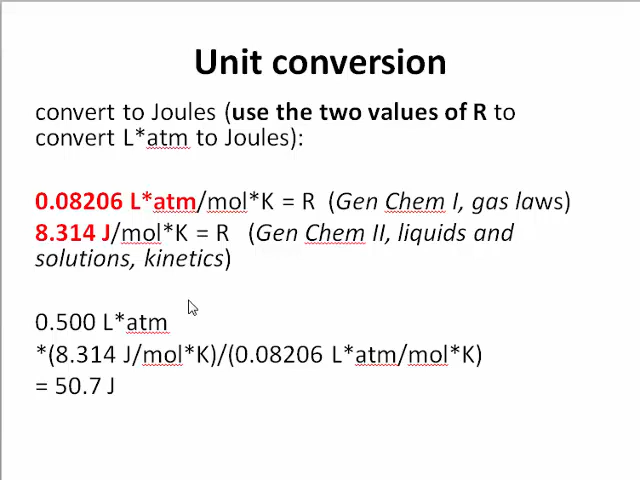 Unit conversion
convert to Joules (use the two values of R to
convert L*atm to Joules):
0.08206 L*atm/mol*K = R (Gen Chem I, gas laws)
8.314 J/mol*K = R (Gen Chem II, liquids and
solutions, kinetics)
0.500 L*atm
*(8.314 J/mol*K)/(0.08206 L*atm/mol*K)
= 50.7 J